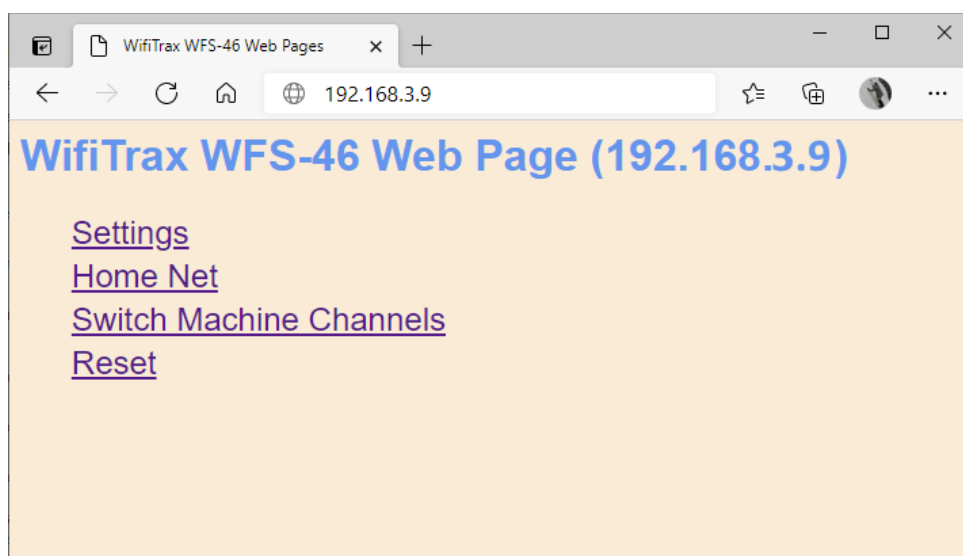 WifiTrax WFS-46 Web Pages
192.168.3.9
WifiTrax WFS-46 Web Page (192.168.3.9)
Settings
Home Net
Switch Machine Channels
Reset